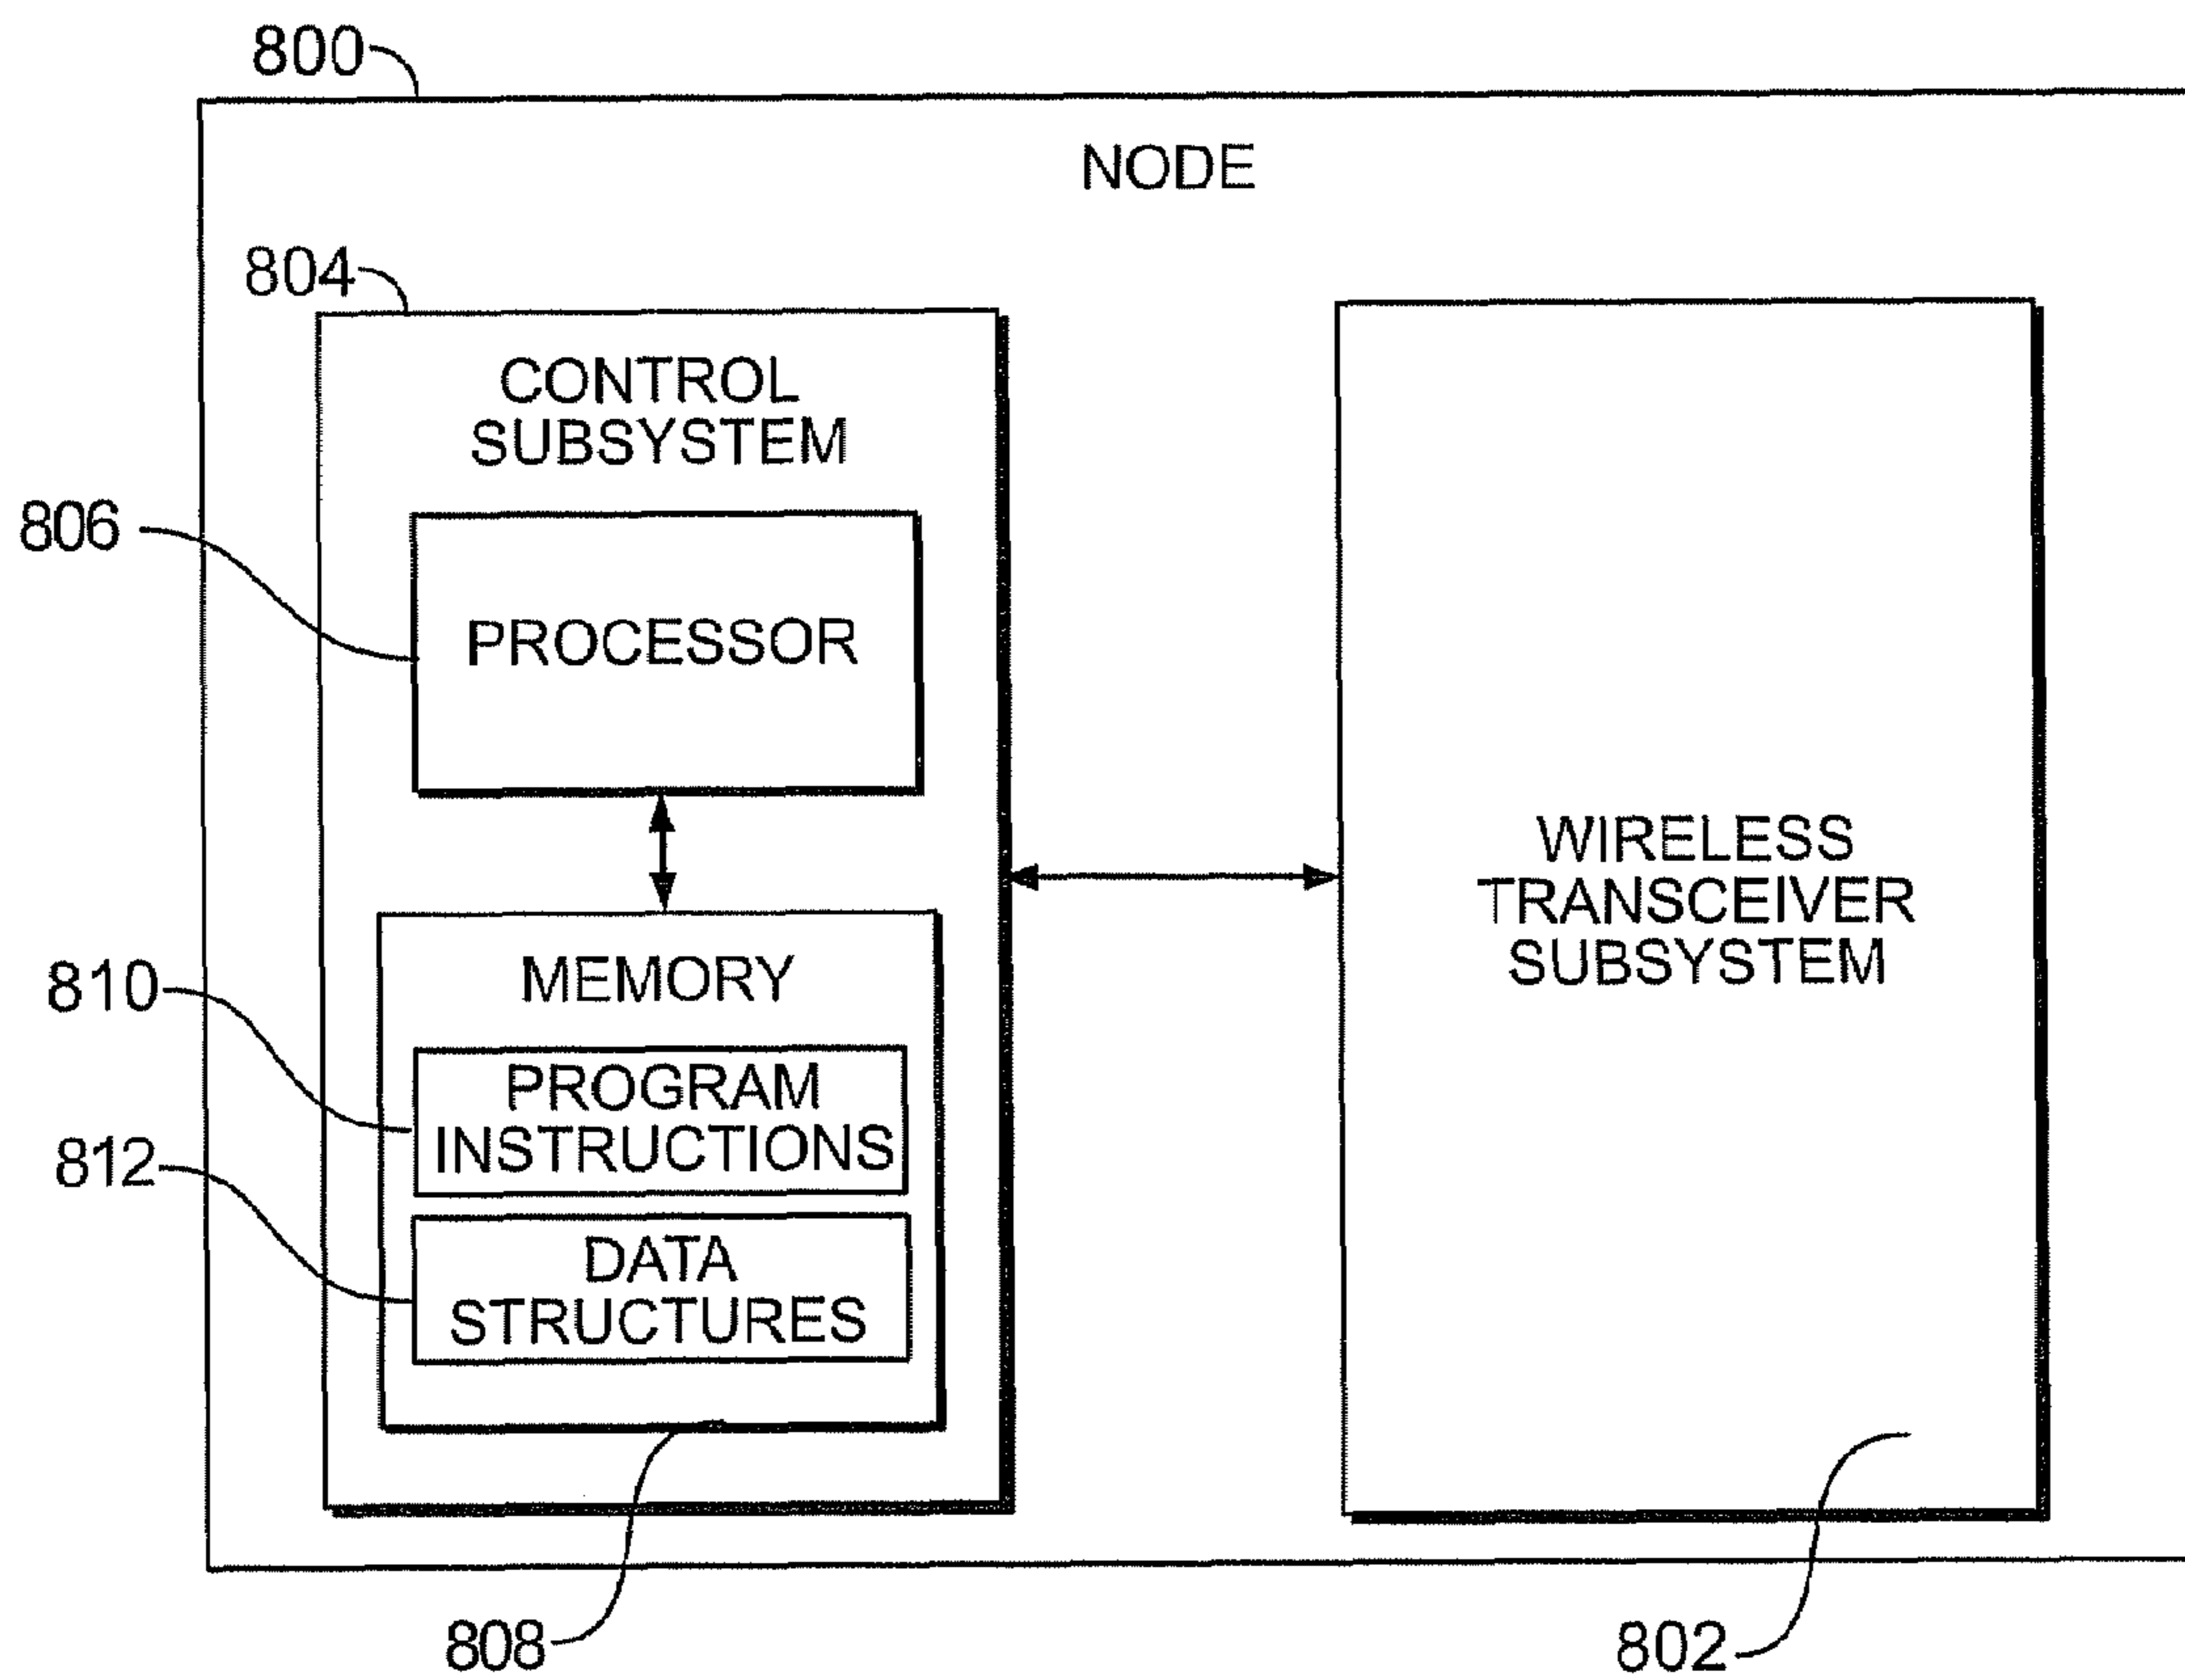 800
NODE
804
CONTROL
SUBSYSTEM
806
PROCESSOR
WIRELESS
TRANSCEIVER
SUBSYSTEM
MEMORY
810
PROGRAM
INSTRUCTIONS
812
DATA
STRUCTURES
808
802